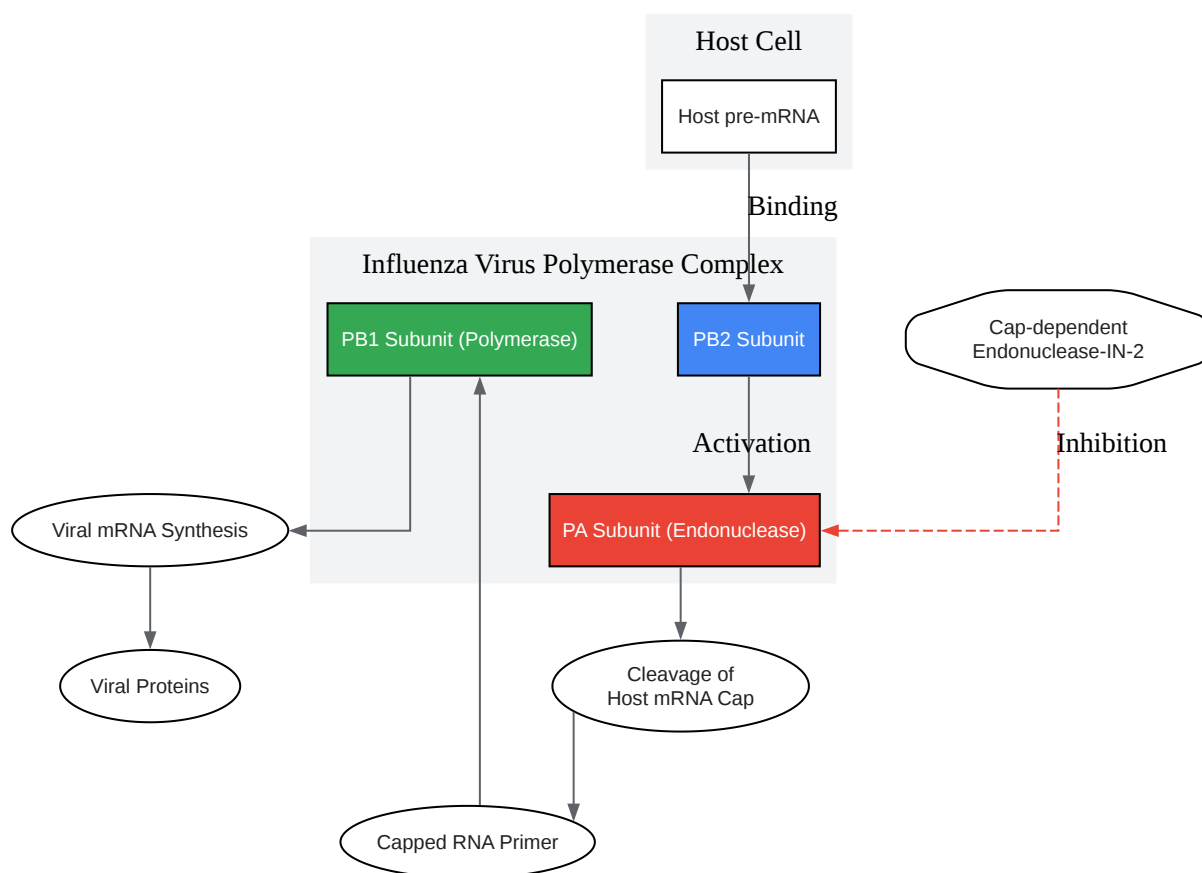 Host Cell
Host pre-mRNA
Binding
Influenza Virus Polymerase Complex
PB1 Subunit (Polymerase)
PB2 Subunit
Cap-dependent
Endonuclease-IN-2
Activation
Inhibition
Viral mRNA Synthesis
PA Subunit (Endonuclease)
Viral Proteins
Cleavage of
Host mRNA Cap
Capped RNA Primer